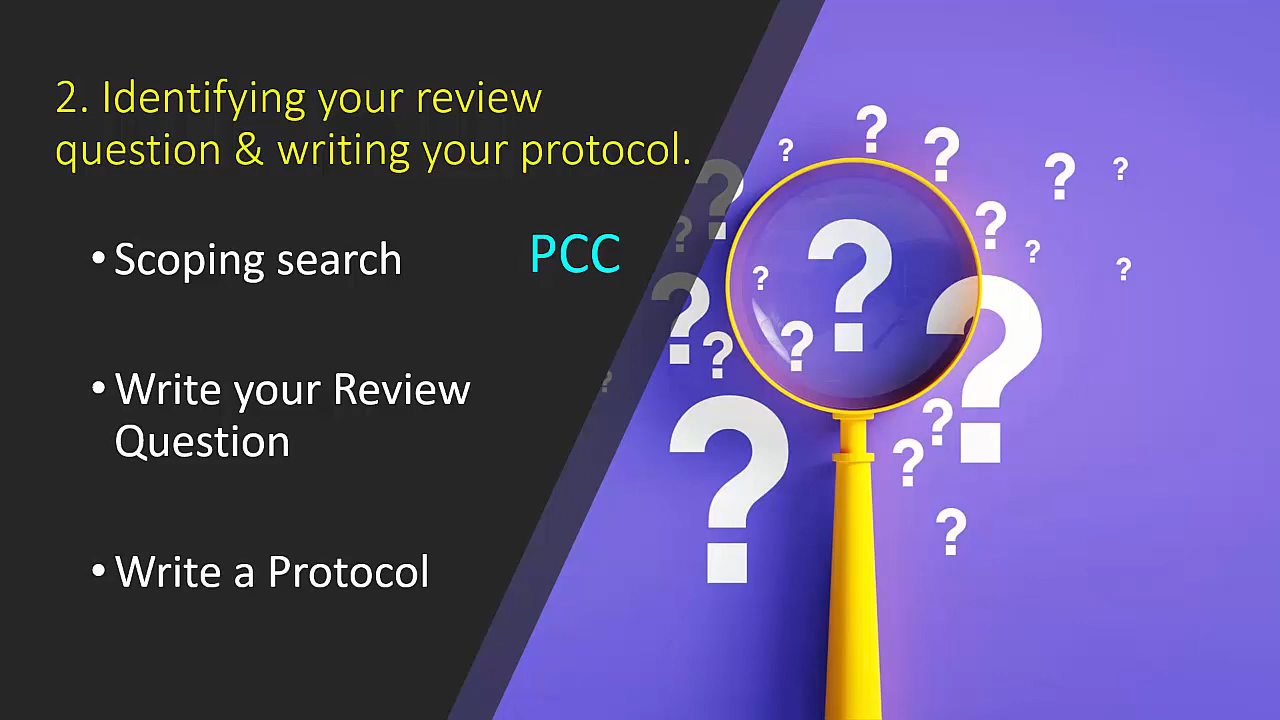 2. Identifying your review
question & writing your protocol.
• Scoping search
PCC
• Write your Review
Question
• Write a Protocol